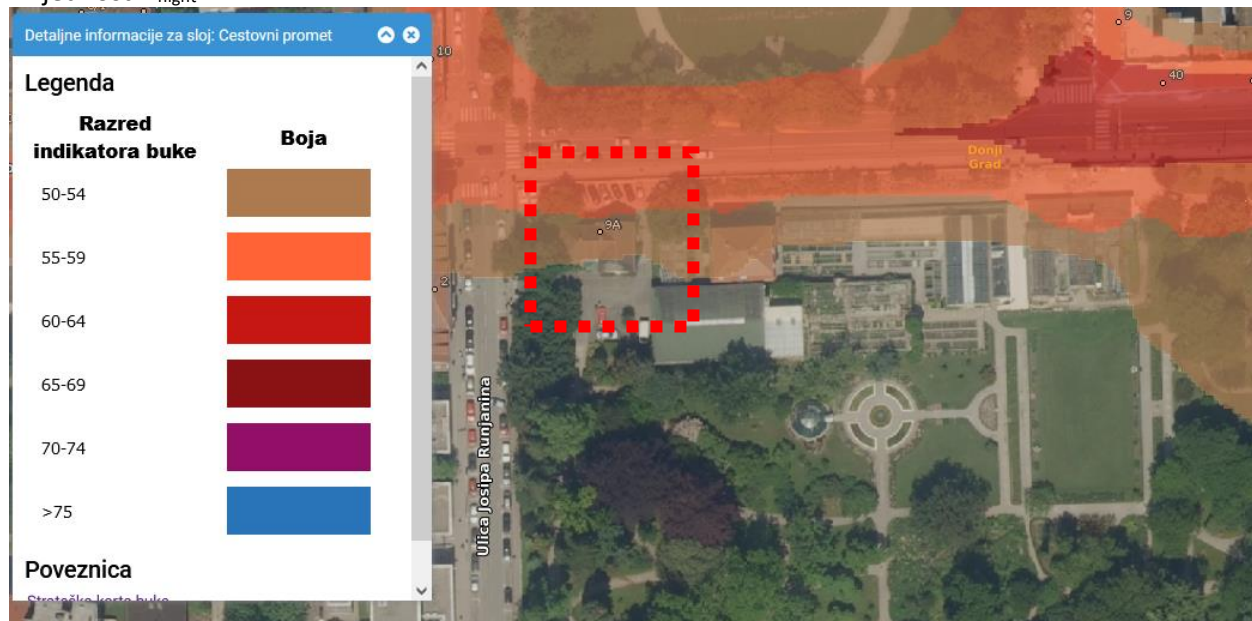 night
Detaljne informacije za sloj: Cestovni promet
Legenda
Razred
indikatora buke
Boja
50-54
55-59
60-64
65-69
70-74
>75
Poveznica
10
9
40
Donji
Grad
9A
2
Ulica Josipa Runjanina